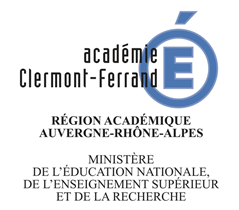 académie
Clermont-Ferrand
É
RÉGION ACADÉMIQUE
AUVERGNE-RHÔNE-ALPES
MINISTÈRE
DE L'ÉDUCATION NATIONALE,
DE L'ENSEIGNEMENT SUPÉRIEUR
ET DE LA RECHERCHE